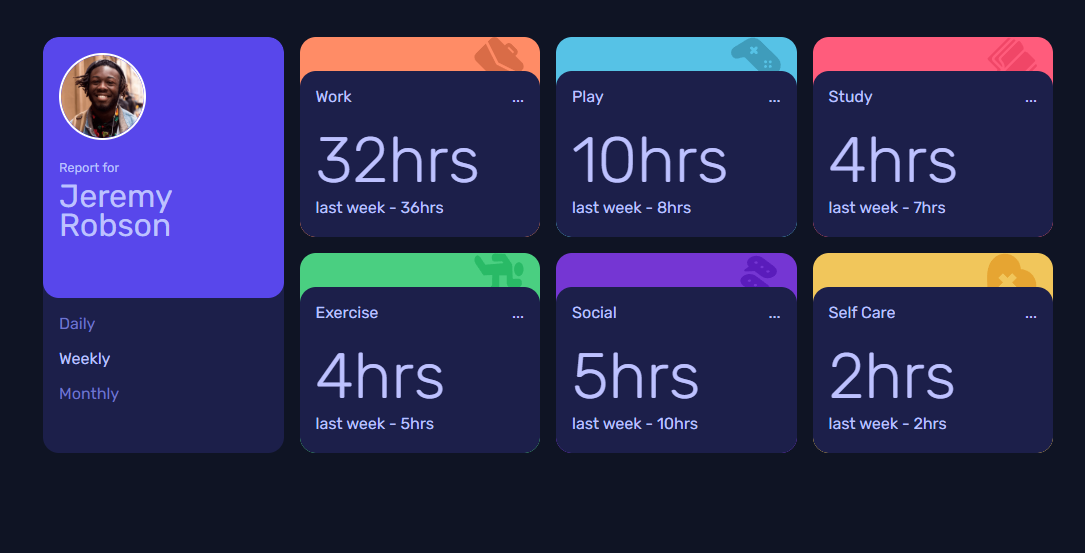 Report for
Jeremy
Robson
Daily
Weekly
Monthly
Work ...
32hrs
last week - 36hrs
Play ...
10hrs
last week - 8hrs
Study ...
4hrs
last week - 7hrs
Exercise ...
4hrs
last week - 5hrs
Social ...
5hrs
last week - 10hrs
Self Care ...
2hrs
last week - 2hrs